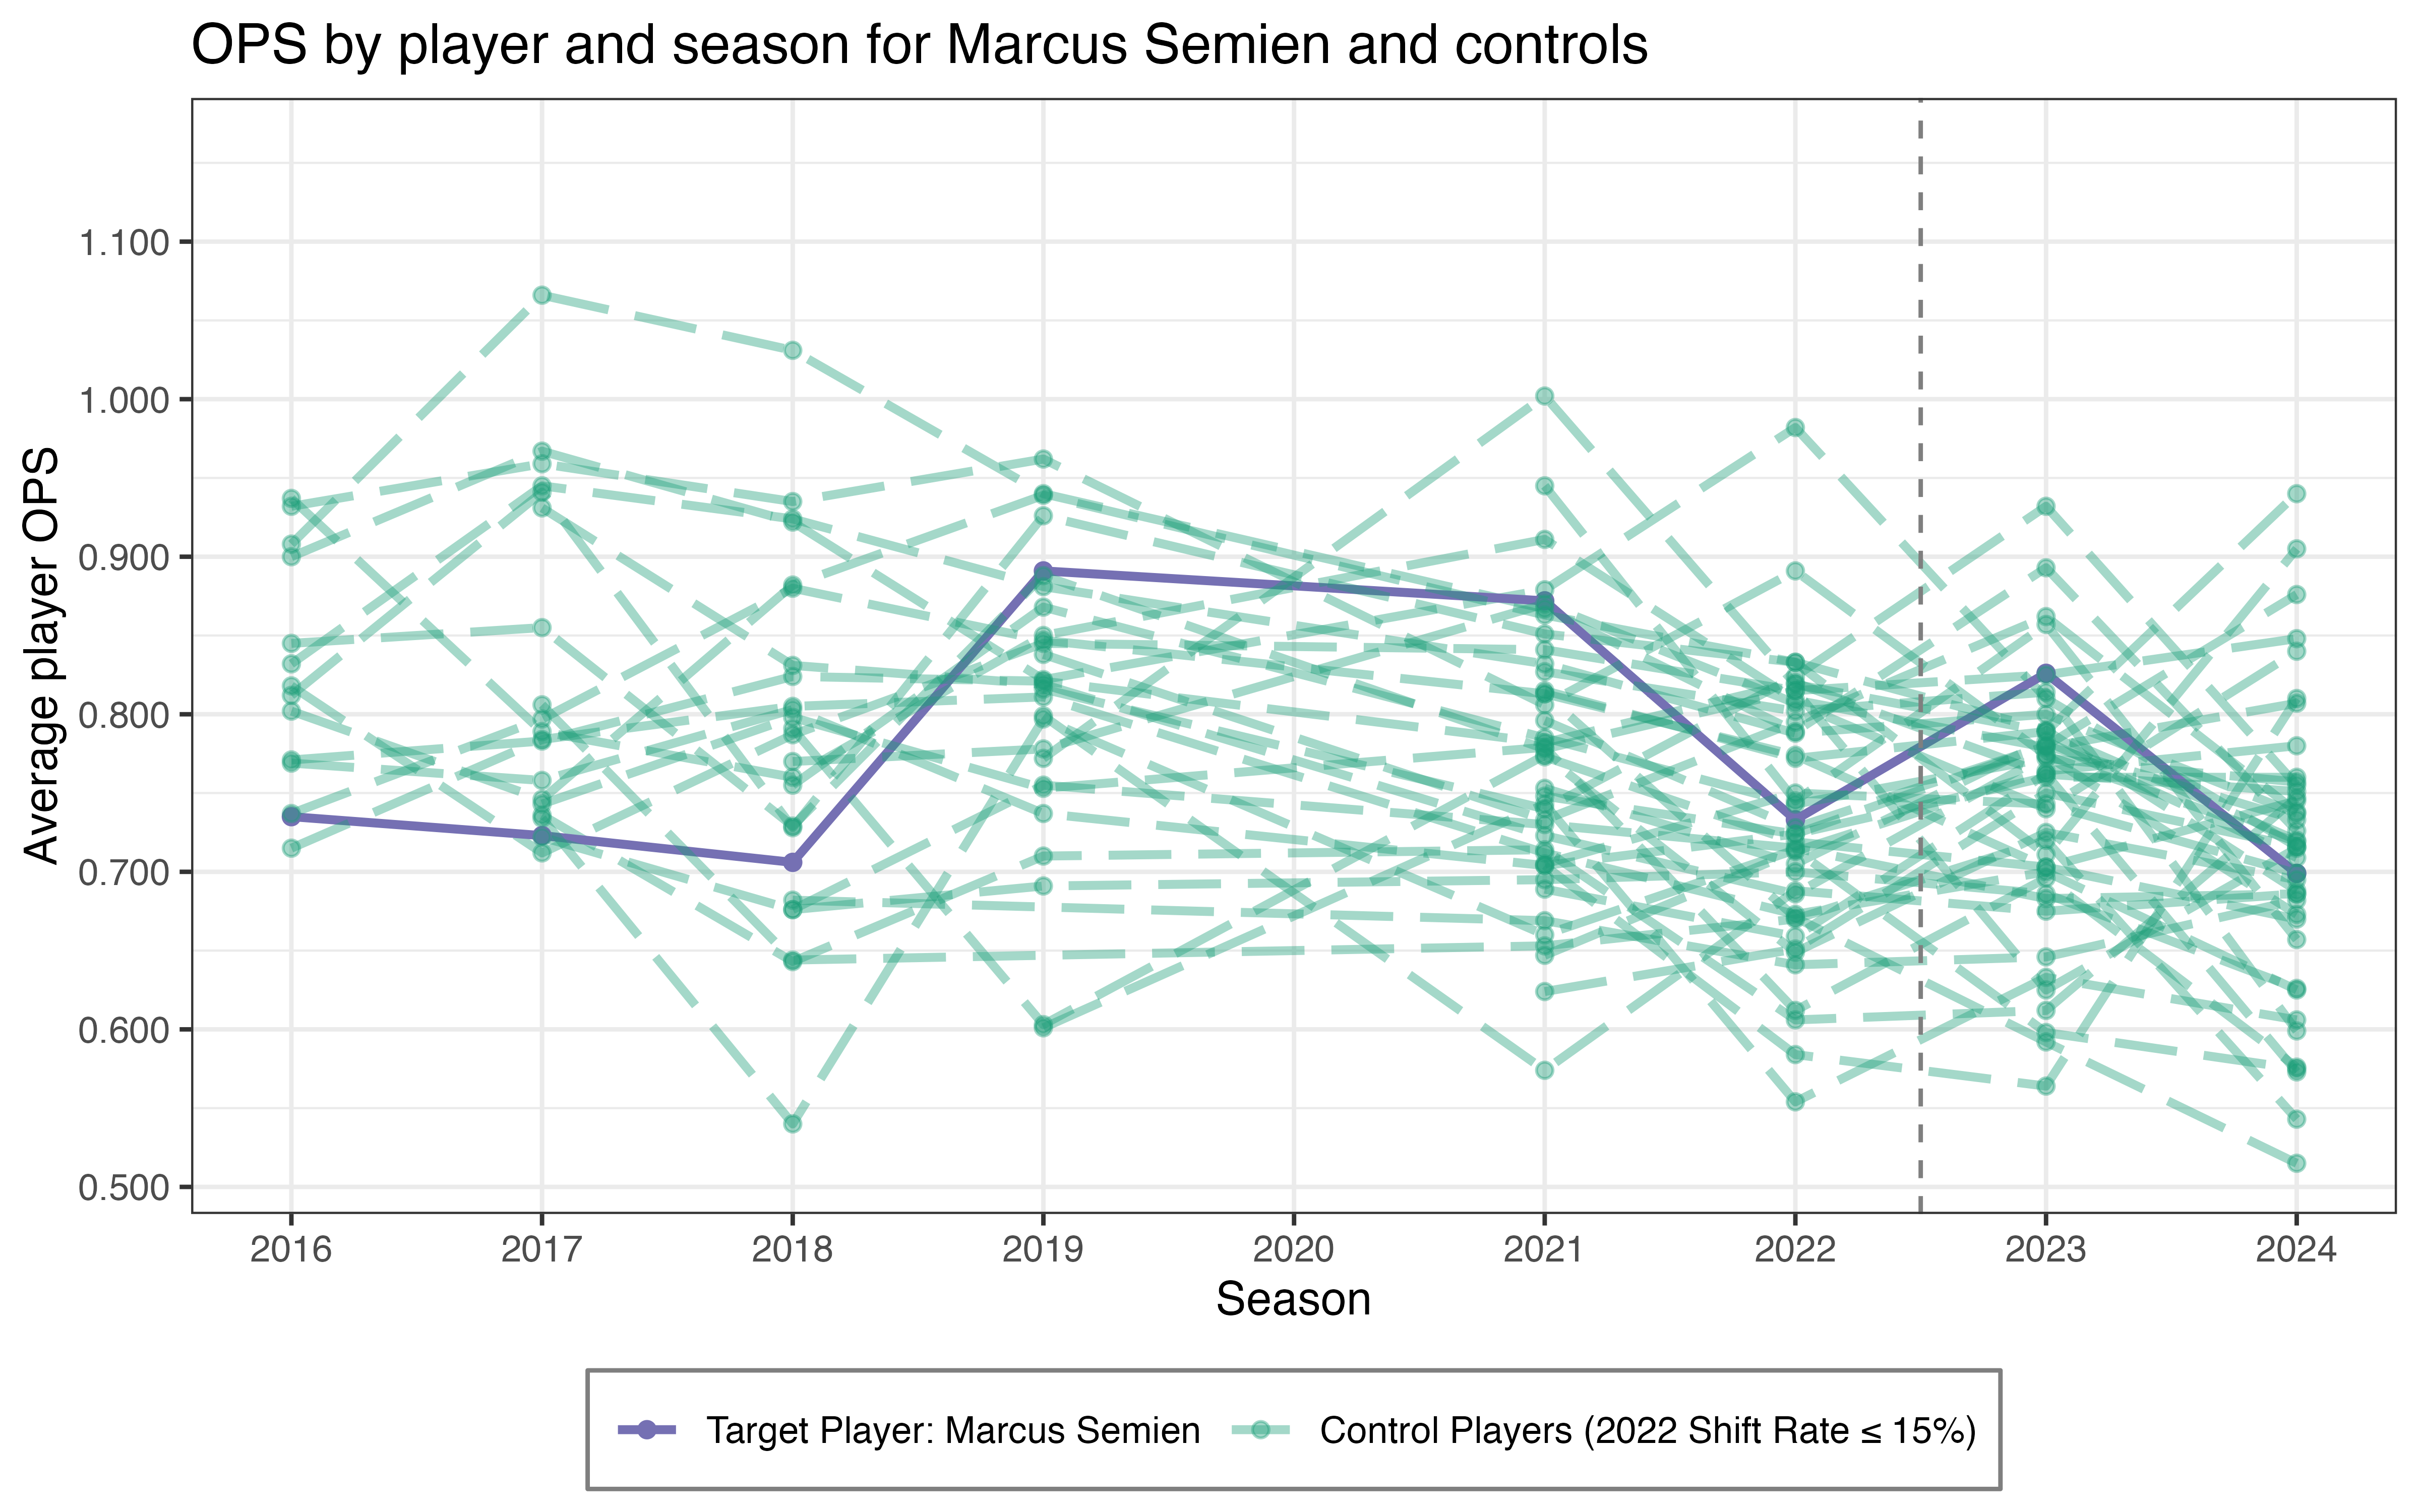 OPS by player and season for Marcus Semien and controls
Average player OPS
1.100
1.000
0.900
0.800
0.700
0.600
0.500
2016 2017 2018 2019 2020 2021 2022 2023 2024
Season
Target Player: Marcus Semien Control Players (2022 Shift Rate ≤ 15%)